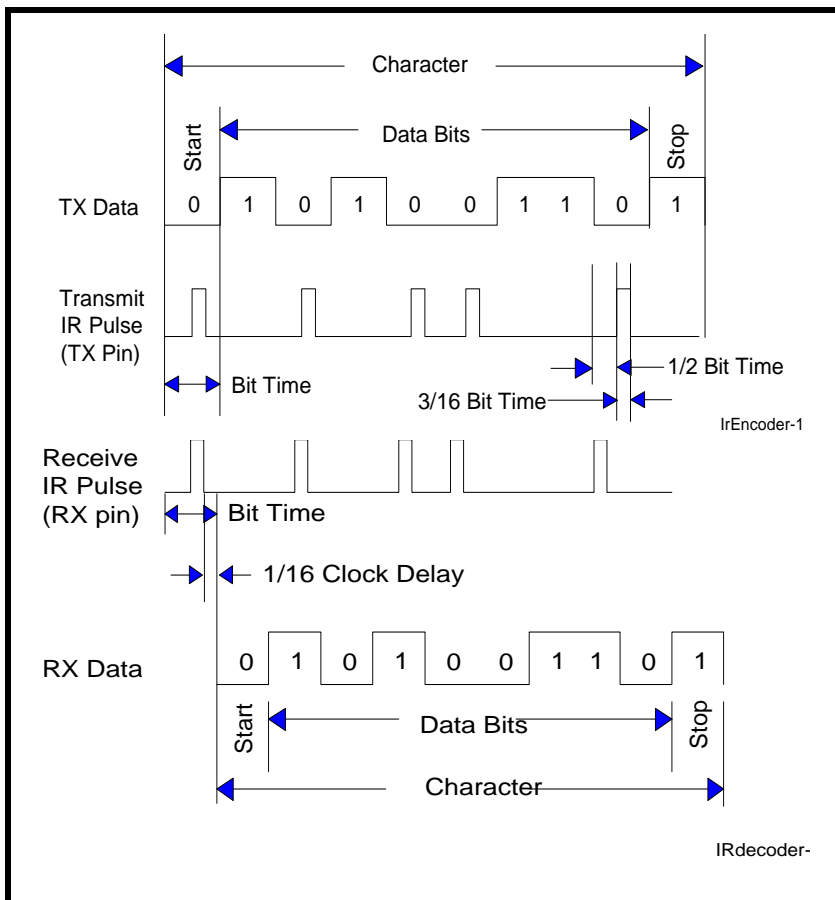 Character
Start
Data Bits
Stop
TX Data
0 1 0 1 0 0 1 1 0 1
Transmit
IR Pulse
(TX Pin)
Bit Time
1/2 Bit Time
3/16 Bit Time
IrEncoder-1
Receive
IR Pulse
(RX pin)
Bit Time
1/16 Clock Delay
RX Data
0 1 0 1 0 0 1 1 0 1
Start
Data Bits
Stop
Character
IRdecoder-